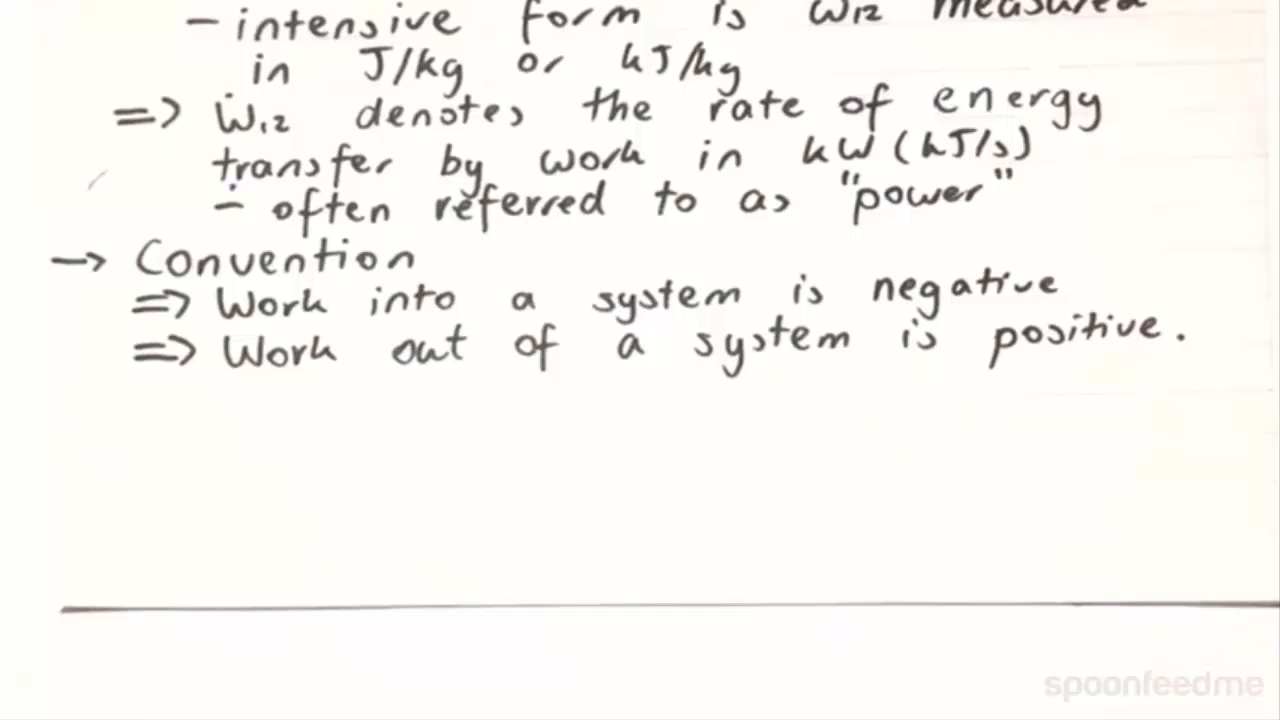 - intensive form is w12 measured
in J/kg or kJ/kg
=> Ẇ12 denotes the rate of energy
transfer by work in kW (kJ/s)
- often referred to as "power"
-> Convention
=> Work into a system is negative
=> Work out of a system is positive.
spoonfeedme